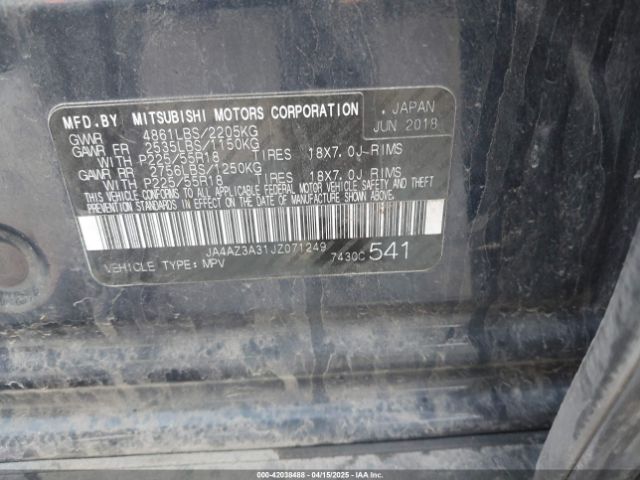 MFD.BY MITSUBISHI MOTORS CORPORATION , JAPAN
GVWR 4861LBS/2205KG JUN 2018
GAWR FR 2535LBS/1150KG
WITH P225/55R18 TIRES 18X7.0J RIMS
GAWR RR 2756LBS/1250KG
WITH P225/55R18 TIRES 18X7.0J RIMS
THIS VEHICLE CONFORMS TO ALL APPLICABLE FEDERAL MOTOR VEHICLE SAFETY AND THEFT
PREVENTION STANDARDS IN EFFECT ON THE DATE OF MANUFACTURE SHOWN ABOVE.
JA4AZ3A31JZ071249
VEHICLE TYPE: MPV 7430C 541
000-42038488 - 04/15/2025 - IAA Inc.